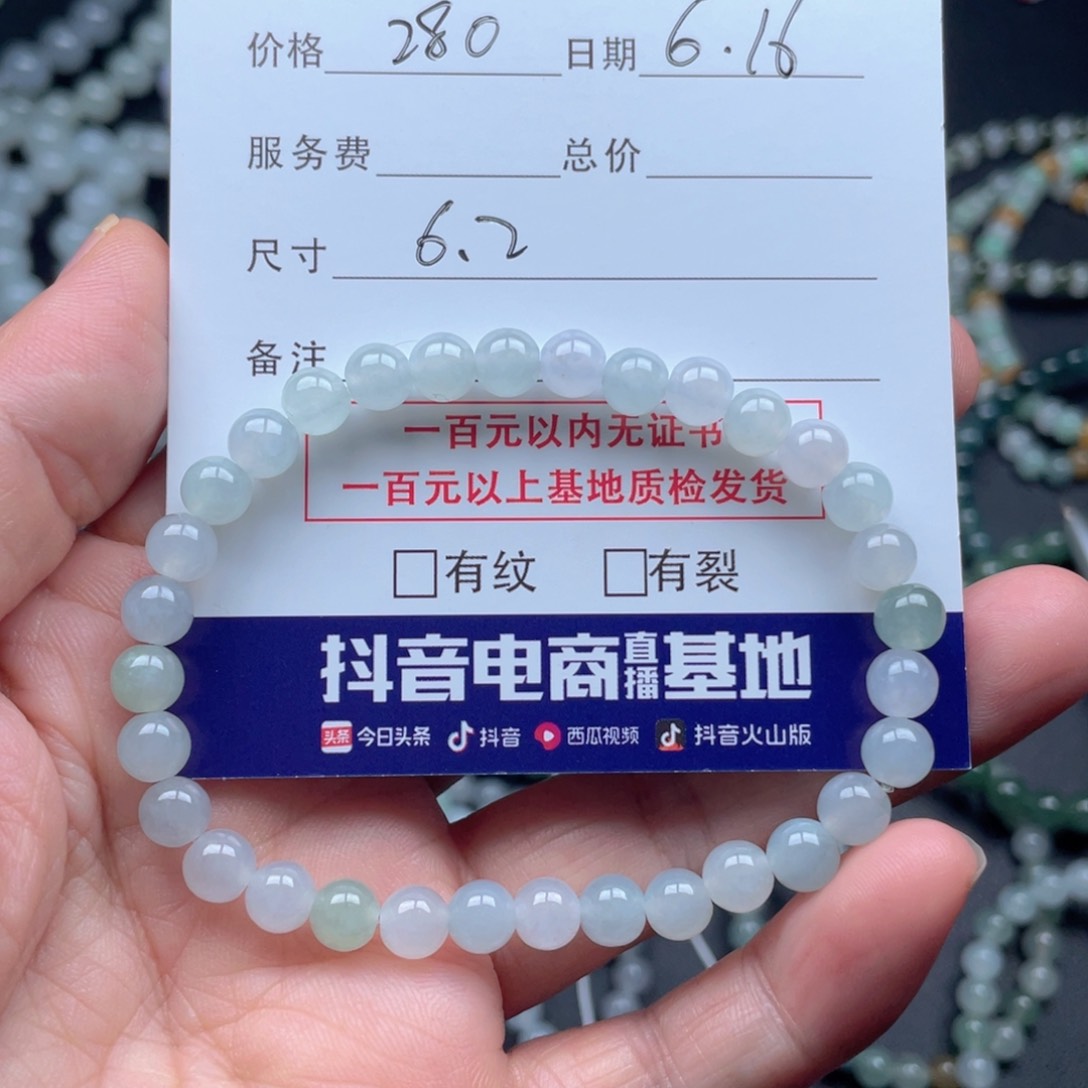 价格 280 日期 6.16
服务费 总价
尺寸 6.2
备注
一百元以内无证书
一百元以上基地质检发货
□有纹 □有裂
抖音电商直播基地
头条 今日头条 抖音 西瓜视频 抖音火山版